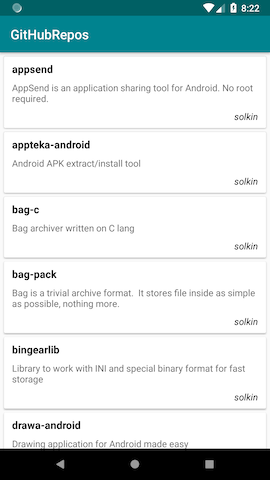 8:22
GitHubRepos
appsend
AppSend is an application sharing tool for Android. No root
required.
solkin
appteka-android
Android APK extract/install tool
solkin
bag-c
Bag archiver written on C lang
solkin
bag-pack
Bag is a trivial archive format.  It stores file inside as simple
as possible, nothing more.
solkin
bingearlib
Library to work with INI and special binary format for fast
storage
solkin
drawa-android
Drawing application for Android made easy